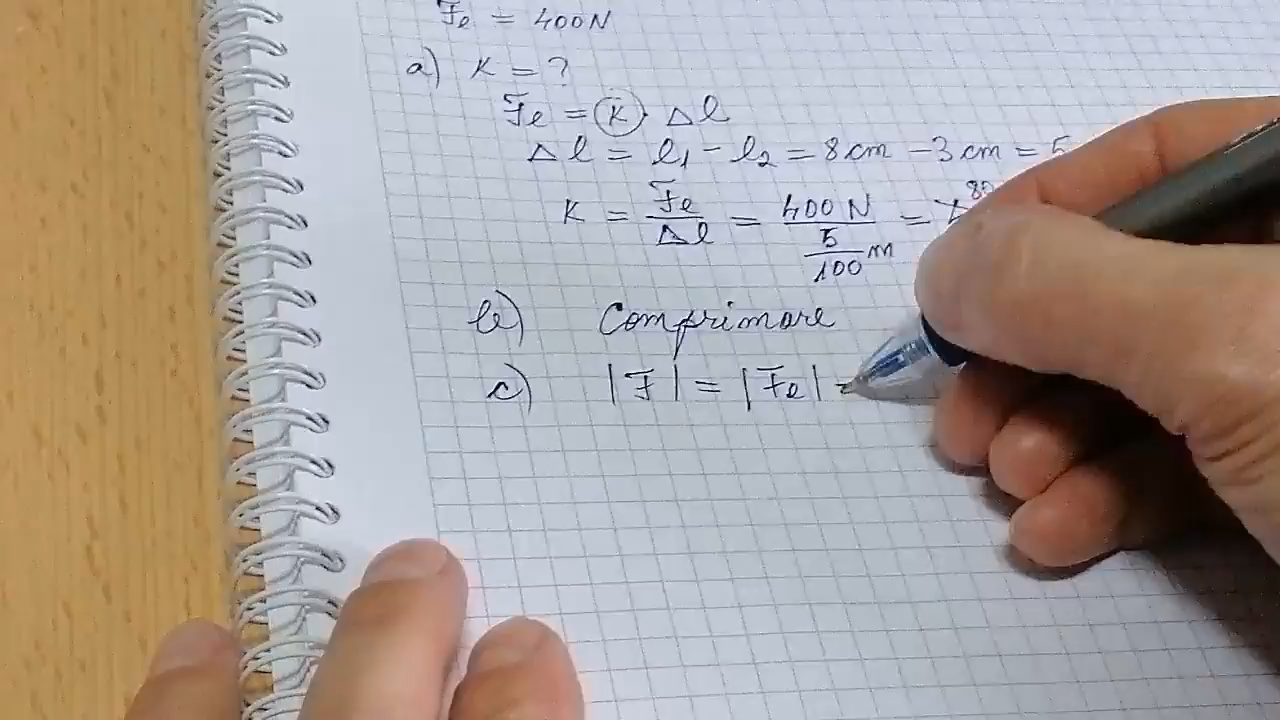 Fe = 400N
a) K = ?
Fe = K · Δl
Δl = l₁ - l₂ = 8 cm - 3 cm = 5
K = Fe/Δl = 400 N / 5/100 m =
b) Comprimare
c) |F| = |Fe|